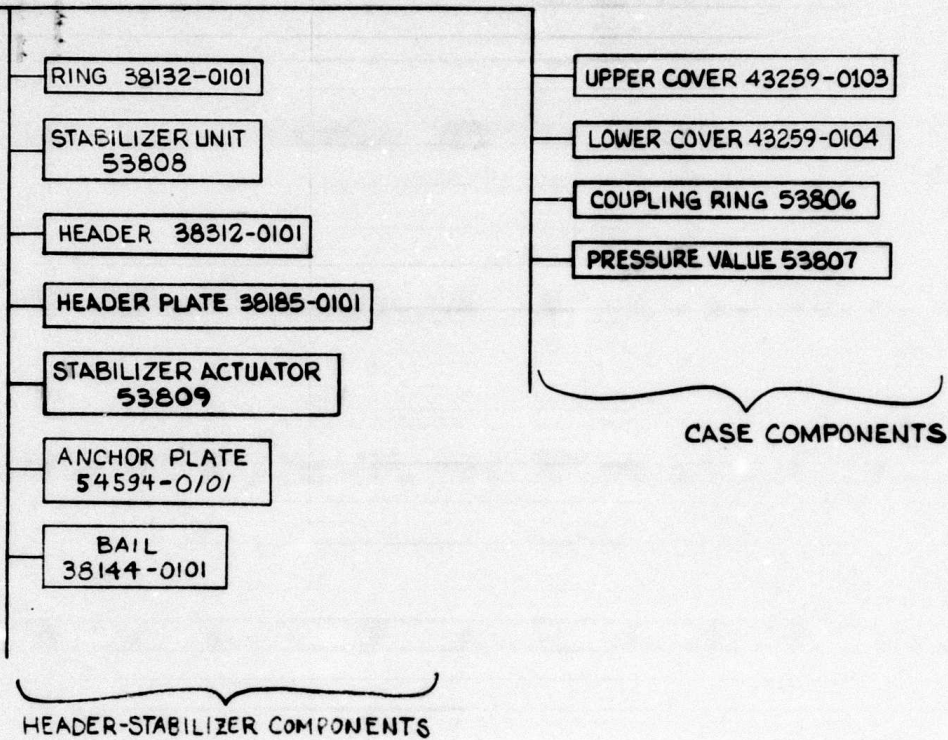 RING 38132-0101
STABILIZER UNIT
53808
HEADER 38312-0101
HEADER PLATE 38185-0101
STABILIZER ACTUATOR
53809
ANCHOR PLATE
54594-0101
BAIL
38144-0101
HEADER-STABILIZER COMPONENTS
UPPER COVER 43259-0103
LOWER COVER 43259-0104
COUPLING RING 53806
PRESSURE VALUE 53807
CASE COMPONENTS